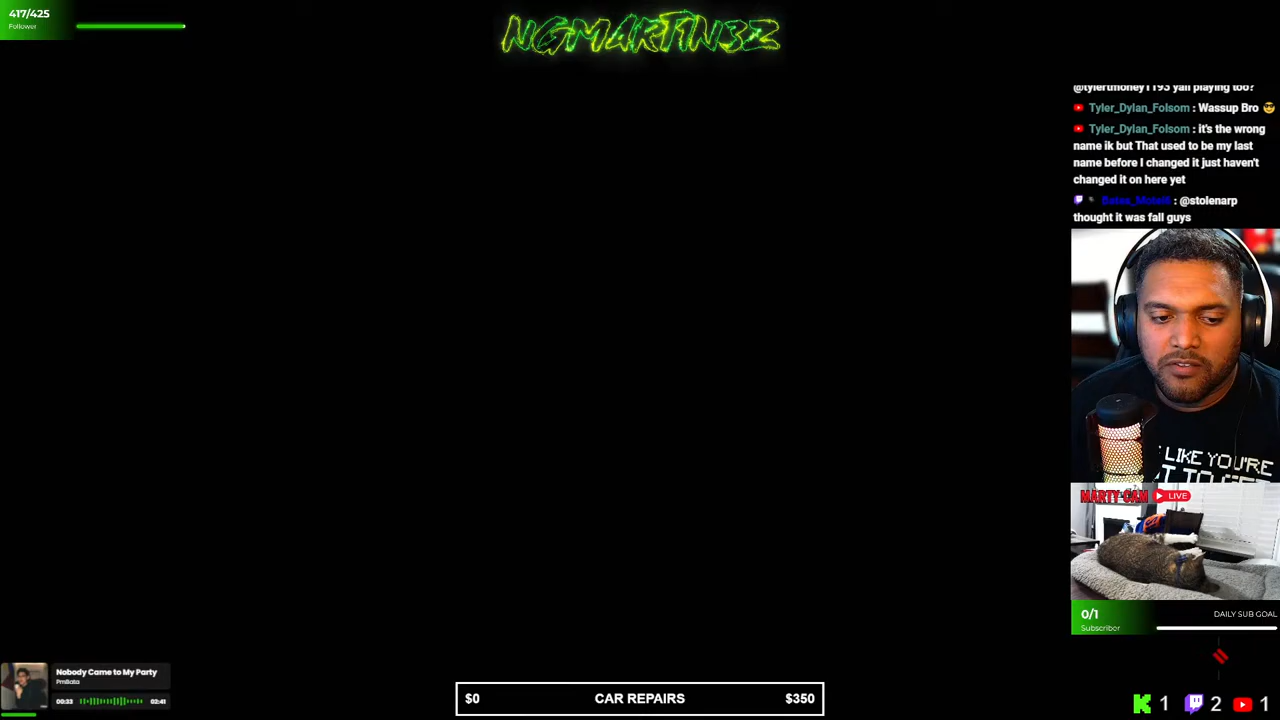 417/425
Follower
NGMARTIN3Z
@tylertmoney1193 yall playing too?
Tyler_Dylan_Folsom : Wassup Bro 😎
Tyler_Dylan_Folsom : it's the wrong
name ik but That used to be my last
name before I changed it just haven't
changed it on here yet
: @stolenarp
thought it was fall guys
LIKE YOU'RE
MARTY CAM
LIVE
0/1
DAILY SUB GOAL
Subscriber
Nobody Came to My Party
PmBata
00:33
02:41
$0
CAR REPAIRS
$350
1
2
1